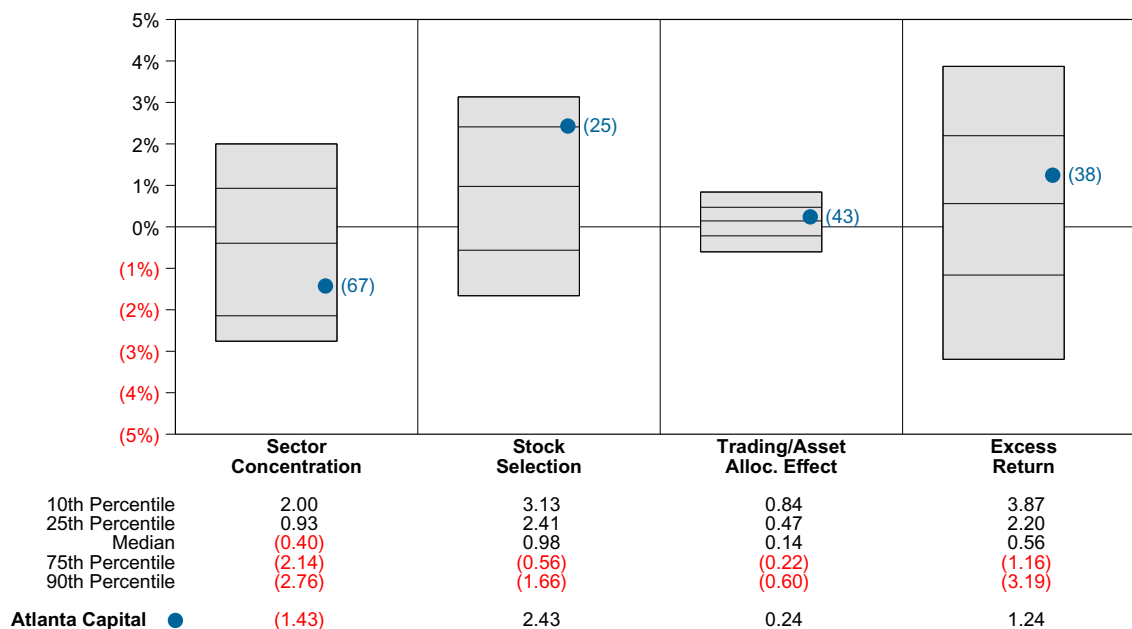 5%
4%
3%
2%
1%
0%
(1%)
(2%)
(3%)
(4%)
(5%)
(67)
(25)
(43)
(38)
Sector Concentration
Stock Selection
Trading/Asset Alloc. Effect
Excess Return
10th Percentile 2.00 3.13 0.84 3.87
25th Percentile 0.93 2.41 0.47 2.20
Median (0.40) 0.98 0.14 0.56
75th Percentile (2.14) (0.56) (0.22) (1.16)
90th Percentile (2.76) (1.66) (0.60) (3.19)
Atlanta Capital (1.43) 2.43 0.24 1.24